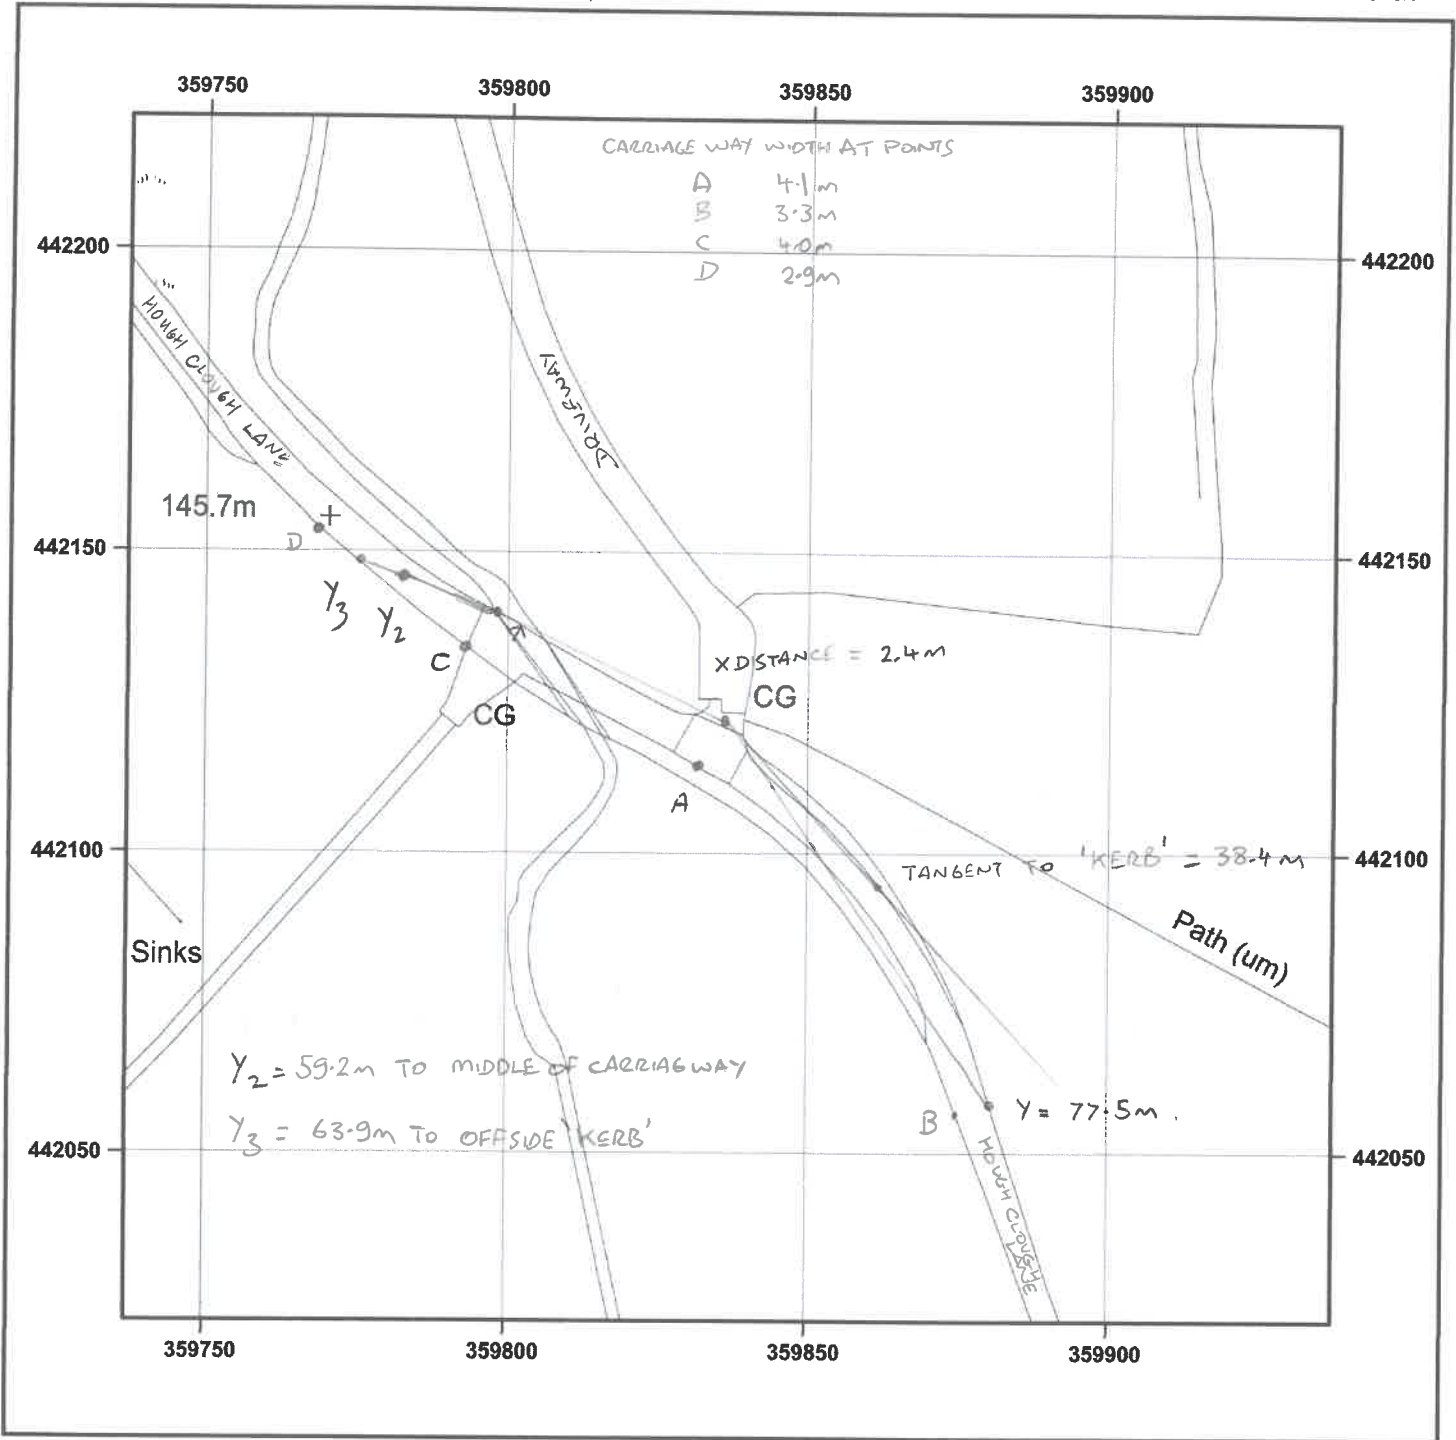 359750 359800 359850 359900
CARRIAGE WAY WIDTH AT POINTS
A 4.1m
B 3.3m
C 4.0m
D 2.9m
442200 442200
HOUGH CLOUGH LANE
DRIVEWAY
145.7m
D
442150 442150
Y3 Y2
C
X DISTANCE = 2.4M
CG
CG
A
442100 442100
TANGENT TO 'KERB' = 38.4M
Path (um)
Sinks
Y2 = 59.2m TO MIDDLE OF CARRIAGWAY
Y3 = 63.9m TO OFFSIDE 'KERB'
B
Y = 77.5m.
442050 442050
HOUGH CLOUGH
LANE
359750 359800 359850 359900